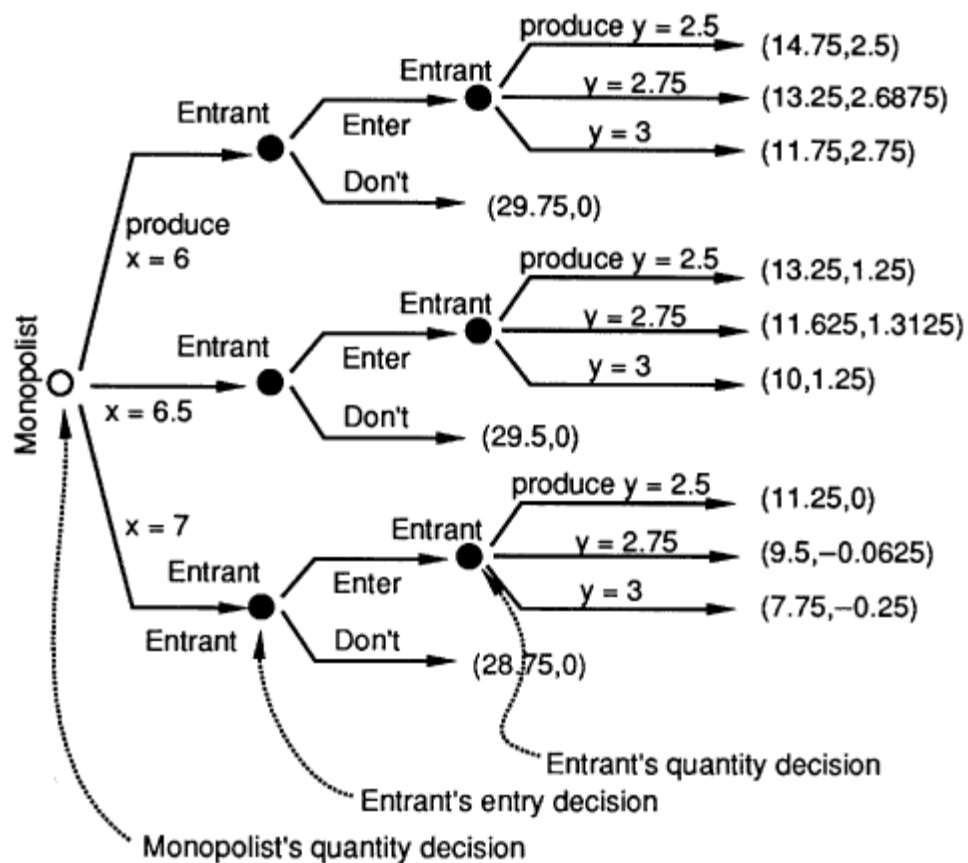 produce y = 2.5
(14.75,2.5)
Entrant
y = 2.75
(13.25,2.6875)
Entrant
Enter
y = 3
(11.75,2.75)
Don't
(29.75,0)
produce
x = 6
produce y = 2.5
(13.25,1.25)
Entrant
y = 2.75
(11.625,1.3125)
Entrant
Enter
y = 3
(10,1.25)
Monopolist
x = 6.5
Don't
(29.5,0)
produce y = 2.5
(11.25,0)
x = 7
Entrant
y = 2.75
(9.5,−0.0625)
Entrant
Enter
y = 3
(7.75,−0.25)
Entrant
Don't
(28.75,0)
Entrant's quantity decision
Entrant's entry decision
Monopolist's quantity decision